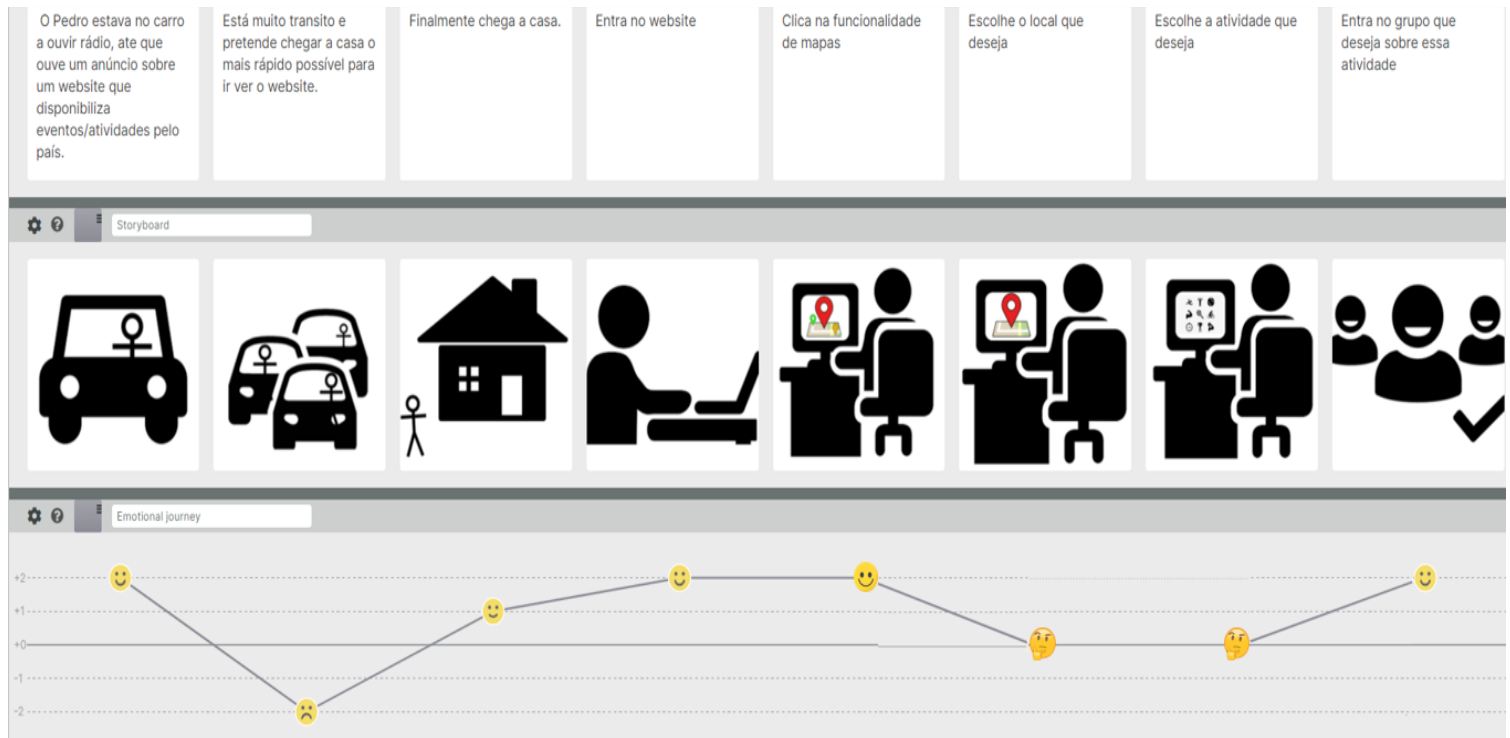 O Pedro estava no carro
a ouvir rádio, ate que
ouve um anúncio sobre
um website que
disponibiliza
eventos/atividades pelo
país.
Está muito transito e
pretende chegar a casa o
mais rápido possível para
ir ver o website.
Finalmente chega a casa.
Entra no website
Clica na funcionalidade
de mapas
Escolhe o local que
deseja
Escolhe a atividade que
deseja
Entra no grupo que
deseja sobre essa
atividade
Storyboard
Emotional journey
+2
+1
+0
-1
-2